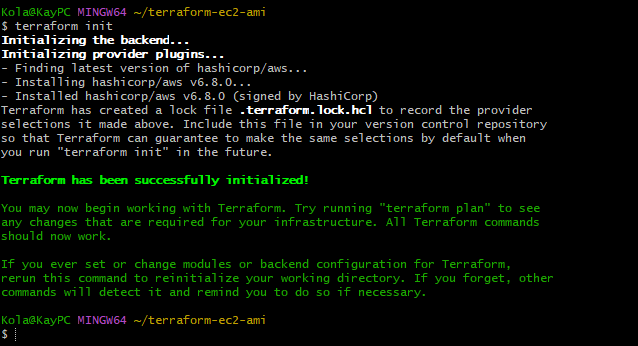 Kola@KayPC MINGW64 ~/terraform-ec2-ami
$ terraform init
Initializing the backend...
Initializing provider plugins...
- Finding latest version of hashicorp/aws...
- Installing hashicorp/aws v6.8.0...
- Installed hashicorp/aws v6.8.0 (signed by HashiCorp)
Terraform has created a lock file .terraform.lock.hcl to record the provider
selections it made above. Include this file in your version control repository
so that Terraform can guarantee to make the same selections by default when
you run "terraform init" in the future.
Terraform has been successfully initialized!
You may now begin working with Terraform. Try running "terraform plan" to see
any changes that are required for your infrastructure. All Terraform commands
should now work.
If you ever set or change modules or backend configuration for Terraform,
rerun this command to reinitialize your working directory. If you forget, other
commands will detect it and remind you to do so if necessary.
Kola@KayPC MINGW64 ~/terraform-ec2-ami
$